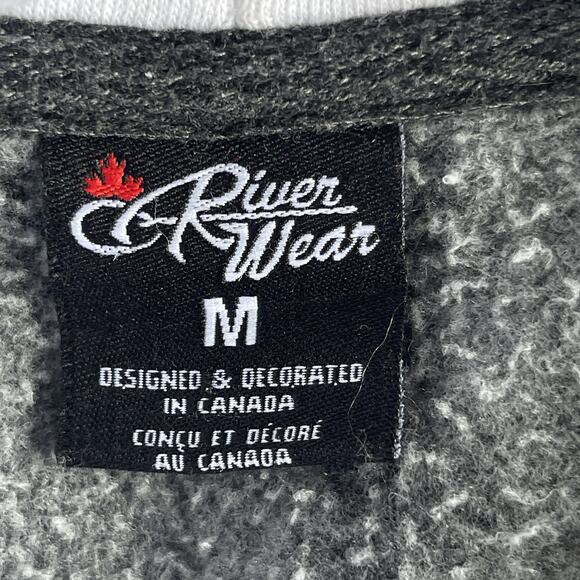 River
Wear
M
DESIGNED & DECORATED
IN CANADA
CONÇU ET DÉCORÉ
AU CANADA